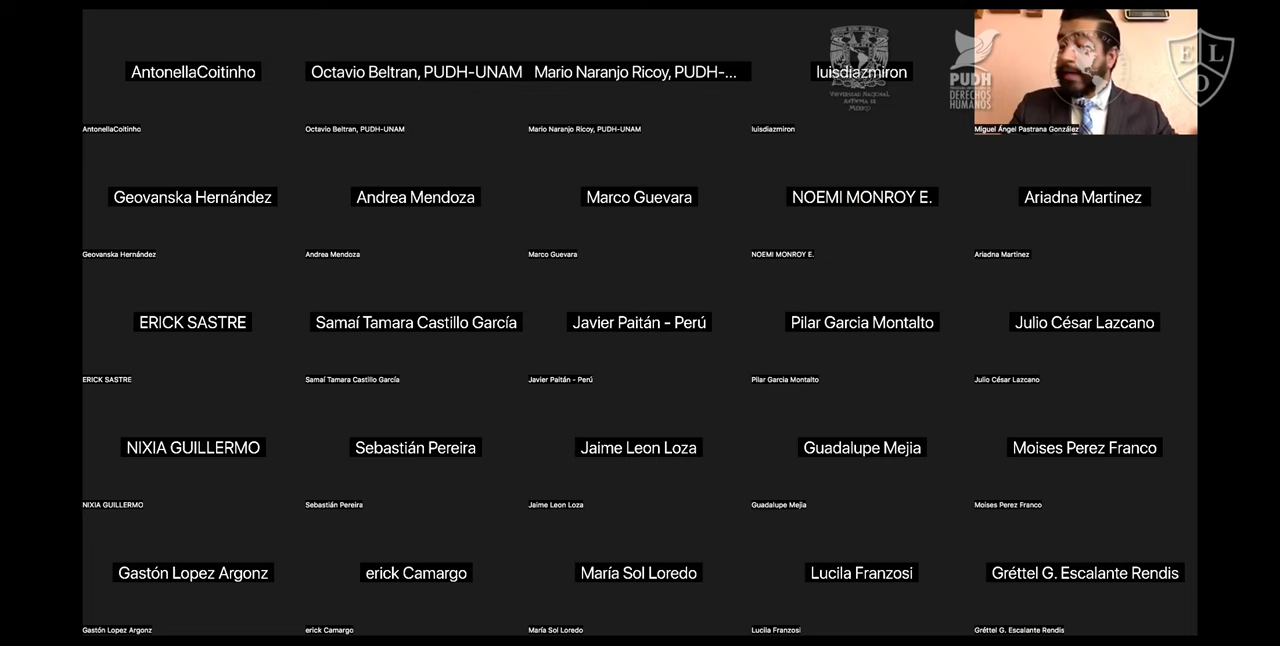 AntonellaCoitinho
Octavio Beltran, PUDH-UNAM
Mario Naranjo Ricoy, PUDH-...
luisdiazmiron
UNIVERSIDAD NACIONAL
AUTÓNOMA DE
MÉXICO
PUDH
DERECHOS
HUMANOS
E L
D
AntonellaCoitinho
Octavio Beltran, PUDH-UNAM
Mario Naranjo Ricoy, PUDH-UNAM
luisdiazmiron
Miguel Ángel Pastrana González
Geovanska Hernández
Andrea Mendoza
Marco Guevara
NOEMI MONROY E.
Ariadna Martinez
Geovanska Hernández
Andrea Mendoza
Marco Guevara
NOEMI MONROY E.
Ariadna Martinez
ERICK SASTRE
Samaí Tamara Castillo García
Javier Paitán - Perú
Pilar Garcia Montalto
Julio César Lazcano
ERICK SASTRE
Samaí Tamara Castillo García
Javier Paitán - Perú
Pilar Garcia Montalto
Julio César Lazcano
NIXIA GUILLERMO
Sebastián Pereira
Jaime Leon Loza
Guadalupe Mejia
Moises Perez Franco
NIXIA GUILLERMO
Sebastián Pereira
Jaime Leon Loza
Guadalupe Mejia
Moises Perez Franco
Gastón Lopez Argonz
erick Camargo
María Sol Loredo
Lucila Franzosi
Gréttel G. Escalante Rendis
Gastón Lopez Argonz
erick Camargo
María Sol Loredo
Lucila Franzosi
Gréttel G. Escalante Rendis